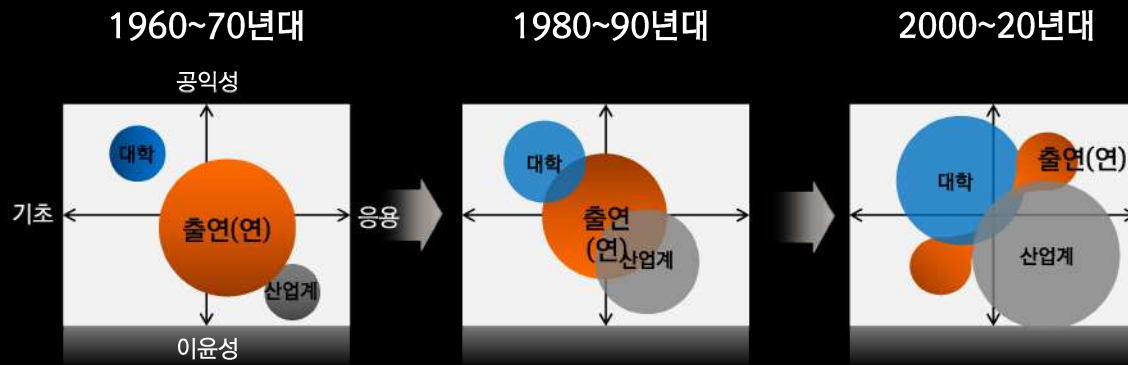 1960~70년대
1980~90년대
2000~20년대
공익성
기초
응용
이윤성
대학
출연(연)
산업계
대학
출연
(연)
산업계
대학
출연(연)
산업계